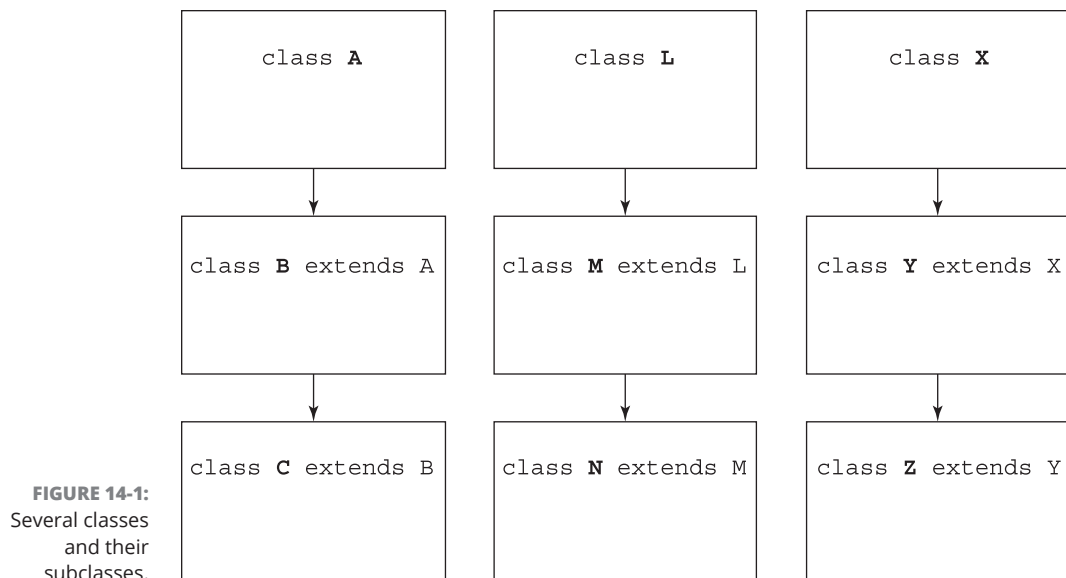 class A
class L
class X
class B extends A
class M extends L
class Y extends X
class C extends B
class N extends M
class Z extends Y
FIGURE 14-1:
Several classes
and their
subclasses.